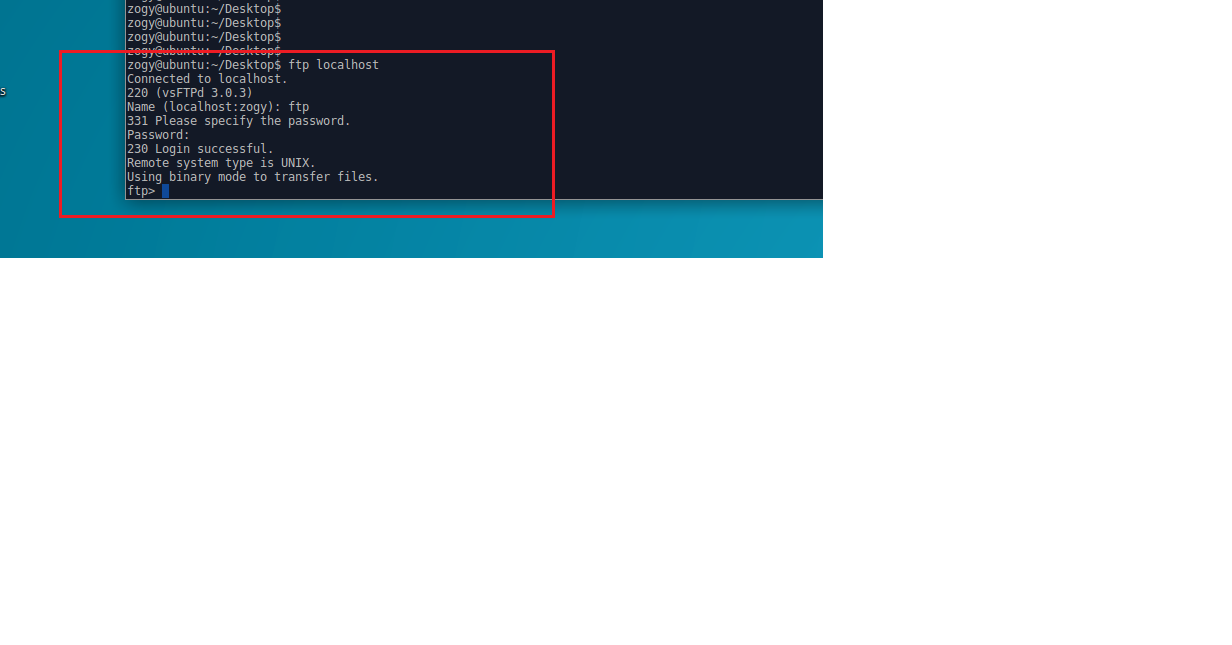 zogy@ubuntu:~/Desktop$
zogy@ubuntu:~/Desktop$
zogy@ubuntu:~/Desktop$
zogy@ubuntu:~/Desktop$
zogy@ubuntu:~/Desktop$ ftp localhost
Connected to localhost.
220 (vsFTPd 3.0.3)
s
Name (localhost:zogy): ftp
331 Please specify the password.
Password:
230 Login successful.
Remote system type is UNIX.
Using binary mode to transfer files.
ftp>